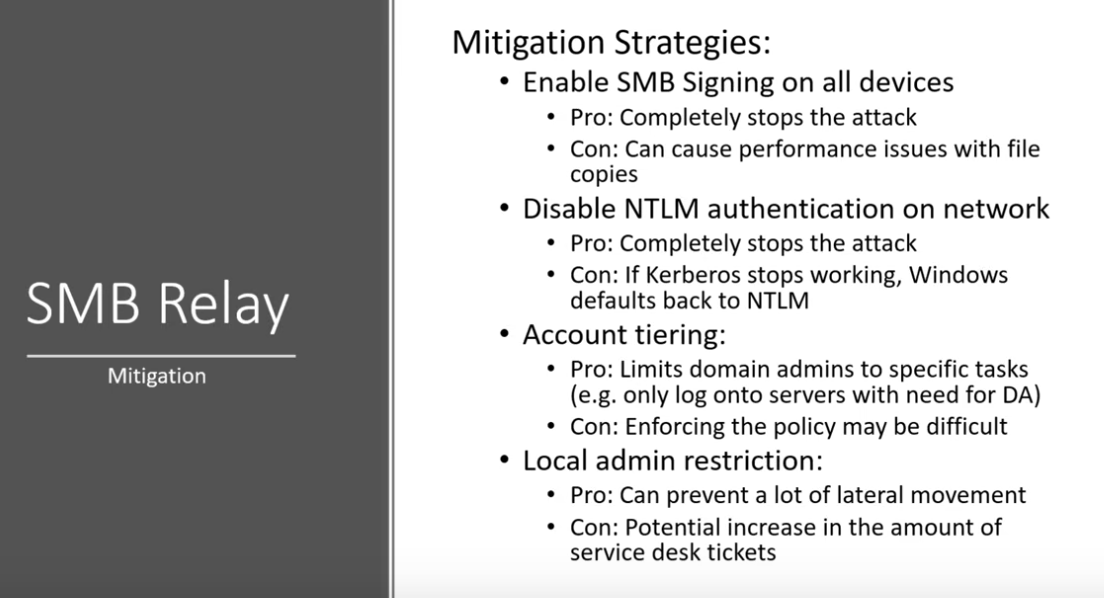 SMB Relay
Mitigation
Mitigation Strategies:
• Enable SMB Signing on all devices
• Pro: Completely stops the attack
• Con: Can cause performance issues with file
copies
• Disable NTLM authentication on network
• Pro: Completely stops the attack
• Con: If Kerberos stops working, Windows
defaults back to NTLM
• Account tiering:
• Pro: Limits domain admins to specific tasks
(e.g. only log onto servers with need for DA)
• Con: Enforcing the policy may be difficult
• Local admin restriction:
• Pro: Can prevent a lot of lateral movement
• Con: Potential increase in the amount of
service desk tickets